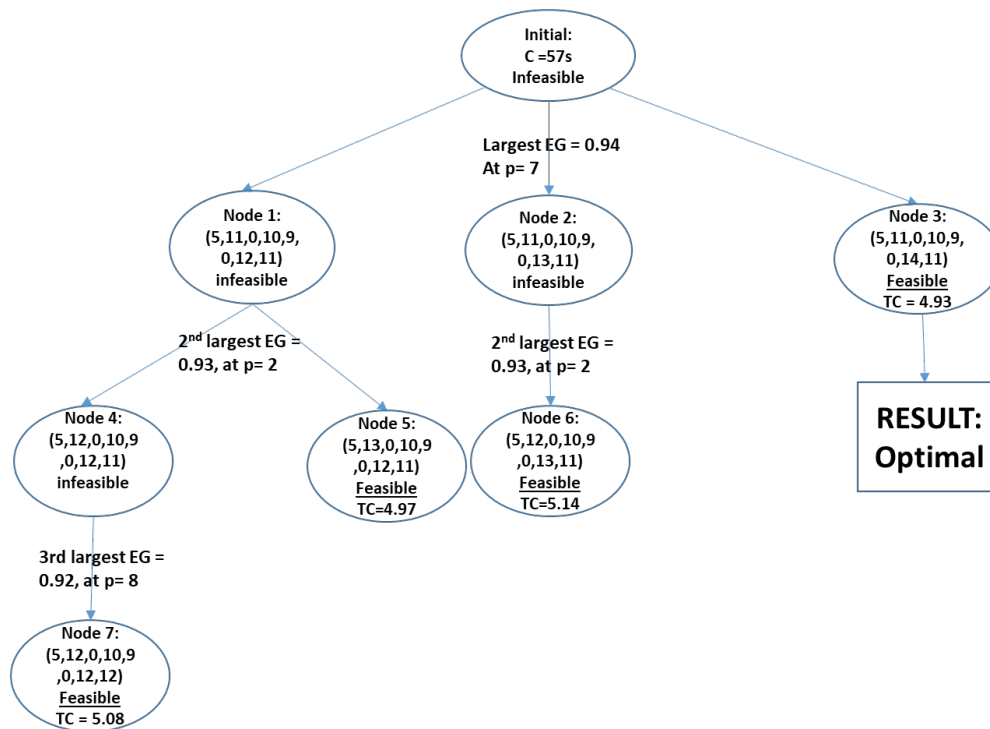 Initial:
C =57s
Infeasible
Largest EG = 0.94
At p= 7
Node 1:
(5,11,0,10,9,
0,12,11)
infeasible
Node 2:
(5,11,0,10,9,
0,13,11)
infeasible
Node 3:
(5,11,0,10,9,
0,14,11)
Feasible
TC = 4.93
2nd largest EG =
0.93, at p= 2
2nd largest EG =
0.93, at p= 2
Node 4:
(5,12,0,10,9
,0,12,11)
infeasible
Node 5:
(5,13,0,10,9
,0,12,11)
Feasible
TC=4.97
Node 6:
(5,12,0,10,9
,0,13,11)
Feasible
TC=5.14
RESULT:
Optimal
3rd largest EG =
0.92, at p= 8
Node 7:
(5,12,0,10,9
,0,12,12)
Feasible
TC = 5.08